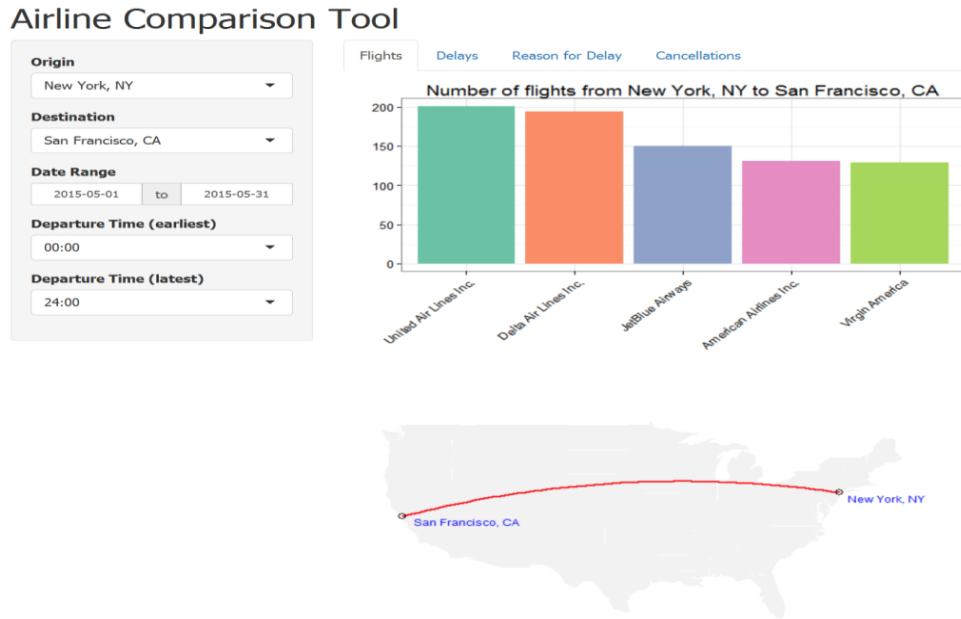 Airline Comparison Tool
Origin
New York, NY
Destination
San Francisco, CA
Date Range
2015-05-01 to 2015-05-31
Departure Time (earliest)
00:00
Departure Time (latest)
24:00
Flights Delays Reason for Delay Cancellations
Number of flights from New York, NY to San Francisco, CA
200
150
100
50
0
United Air Lines Inc.
Delta Air Lines Inc.
JetBlue Airways
American Airlines Inc.
Virgin America
New York, NY
San Francisco, CA